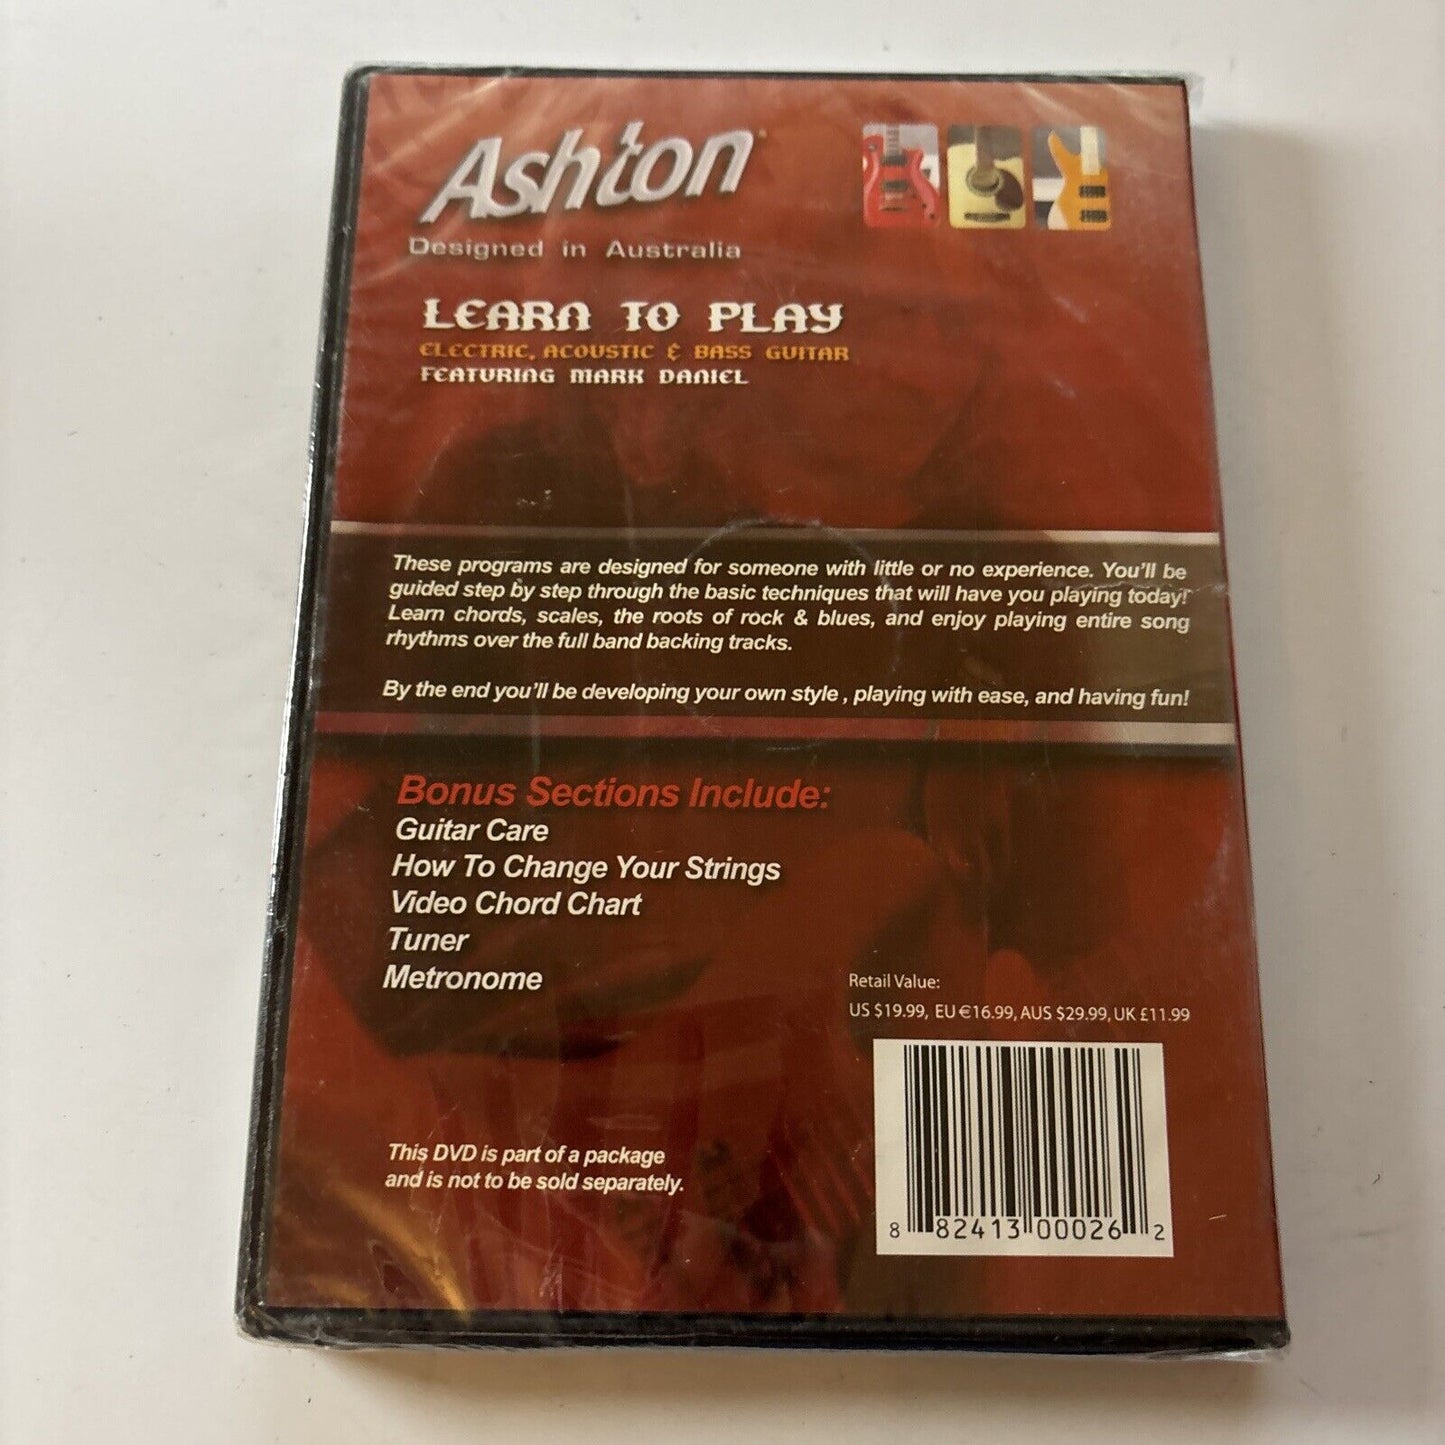 Ashton
Designed in Australia
LEARN TO PLAY
ELECTRIC, ACOUSTIC & BASS GUITAR
FEATURING MARK DANIEL
These programs are designed for someone with little or no experience. You'll be
guided step by step through the basic techniques that will have you playing today!
Learn chords, scales, the roots of rock & blues, and enjoy playing entire song
rhythms over the full band backing tracks.
By the end you'll be developing your own style , playing with ease, and having fun!
Bonus Sections Include:
Guitar Care
How To Change Your Strings
Video Chord Chart
Tuner
Metronome
Retail Value:
US $19.99, EU €16.99, AUS $29.99, UK £11.99
This DVD is part of a package
and is not to be sold separately.
8 82413 00026 2